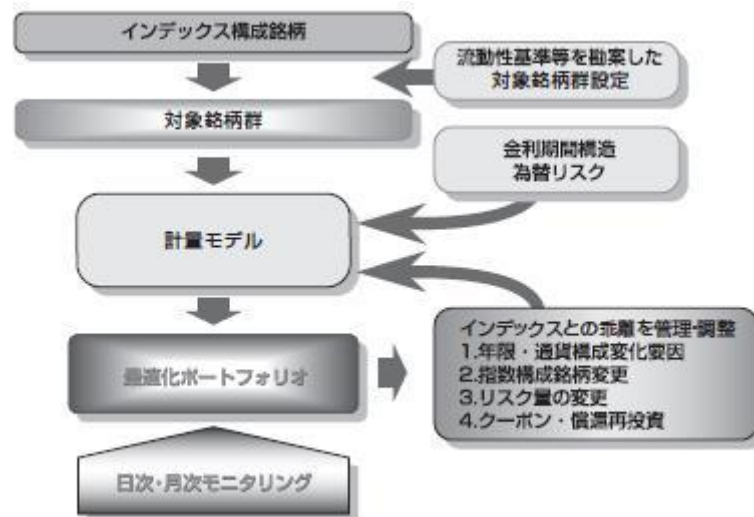 インデックス構成銘柄
流動性基準等を勘案した
対象銘柄群設定
対象銘柄群
金利期間構造
為替リスク
計量モデル
インデックスとの乖離を管理・調整
1.年限・通貨構成変化要因
2.指数構成銘柄変更
3.リスク量の変更
4.クーポン・償還再投資
最適化ポートフォリオ
日次・月次モニタリング